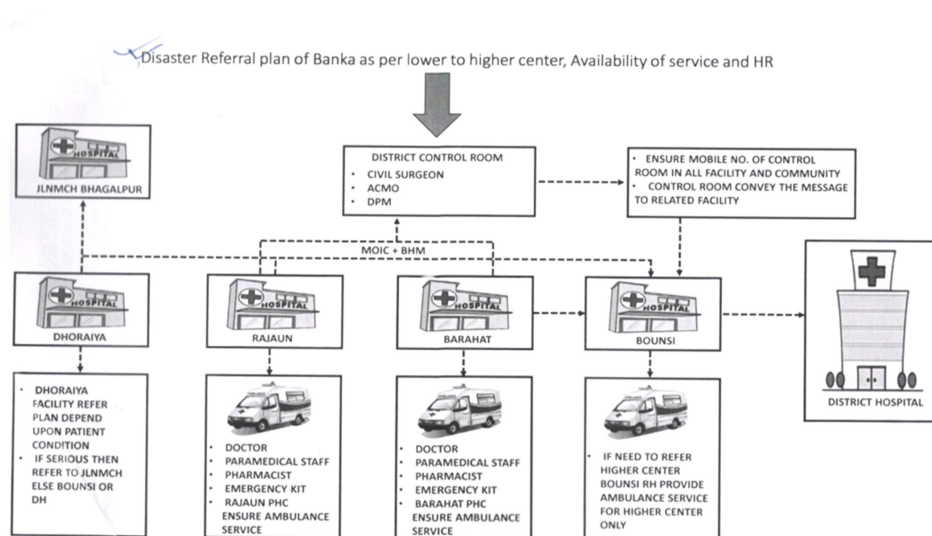 Disaster Referral plan of Banka as per lower to higher center, Availability of service and HR
HOSPITAL
JLNMCH BHAGALPUR
DISTRICT CONTROL ROOM
• CIVIL SURGEON
• ACMO
• DPM
• ENSURE MOBILE NO. OF CONTROL
ROOM IN ALL FACILITY AND COMMUNITY
• CONTROL ROOM CONVEY THE MESSAGE
TO RELATED FACILITY
MOIC + BHM
HOSPITAL
DHORAIYA
HOSPITAL
RAJAUN
HOSPITAL
BARAHAT
HOSPITAL
BOUNSI
DISTRICT HOSPITAL
• DHORAIYA
FACILITY REFER
PLAN DEPEND
UPON PATIENT
CONDITION
• IF SERIOUS THEN
REFER TO JLNMCH
ELSE BOUNSI OR
DH
• DOCTOR
• PARAMEDICAL STAFF
• PHARMACIST
• EMERGENCY KIT
• RAJAUN PHC
ENSURE AMBULANCE
SERVICE
• DOCTOR
• PARAMEDICAL STAFF
• PHARMACIST
• EMERGENCY KIT
• BARAHAT PHC
ENSURE AMBULANCE
SERVICE
• IF NEED TO REFER
HIGHER CENTER
BOUNSI RH PROVIDE
AMBULANCE SERVICE
FOR HIGHER CENTER
ONLY